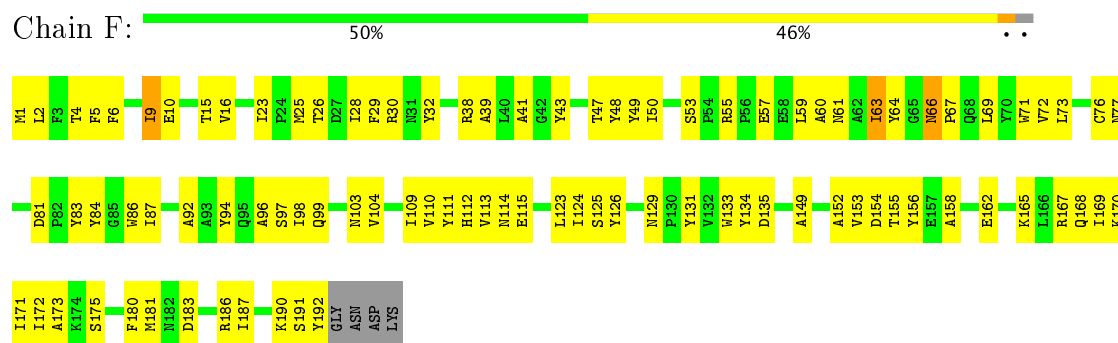 Chain F:
50% 46% • •
M1 L2 F3 T4 F5 F6 I9 E10 T15 V16 I23 P24 M25 T26 D27 I28 F29 R30 N31 Y32 R38 A39 L40 A41 G42 Y43 T47 Y48 Y49 I50 S53 P54 R55 P56 E57 E58 L59 A60 N61 A62 I63 Y64 G65 N66 P67 Q68 L69 Y70 W71 V72 L73 C76 N77
D81 P82 Y83 Y84 G85 W86 I87 A92 A93 Y94 Q95 A96 S97 I98 Q99 N103 V104 I109 V110 Y111 H112 V113 N114 E115 L123 I124 S125 Y126 N129 P130 Y131 V132 W133 Y134 D135 A149 A152 V153 D154 T155 Y156 E157 A158 E162 K165 L166 R167 Q168 I169 K170
I171 I172 A173 K174 S175 F180 M181 N182 D183 R186 I187 K190 S191 Y192 GLY ASN ASP LYS